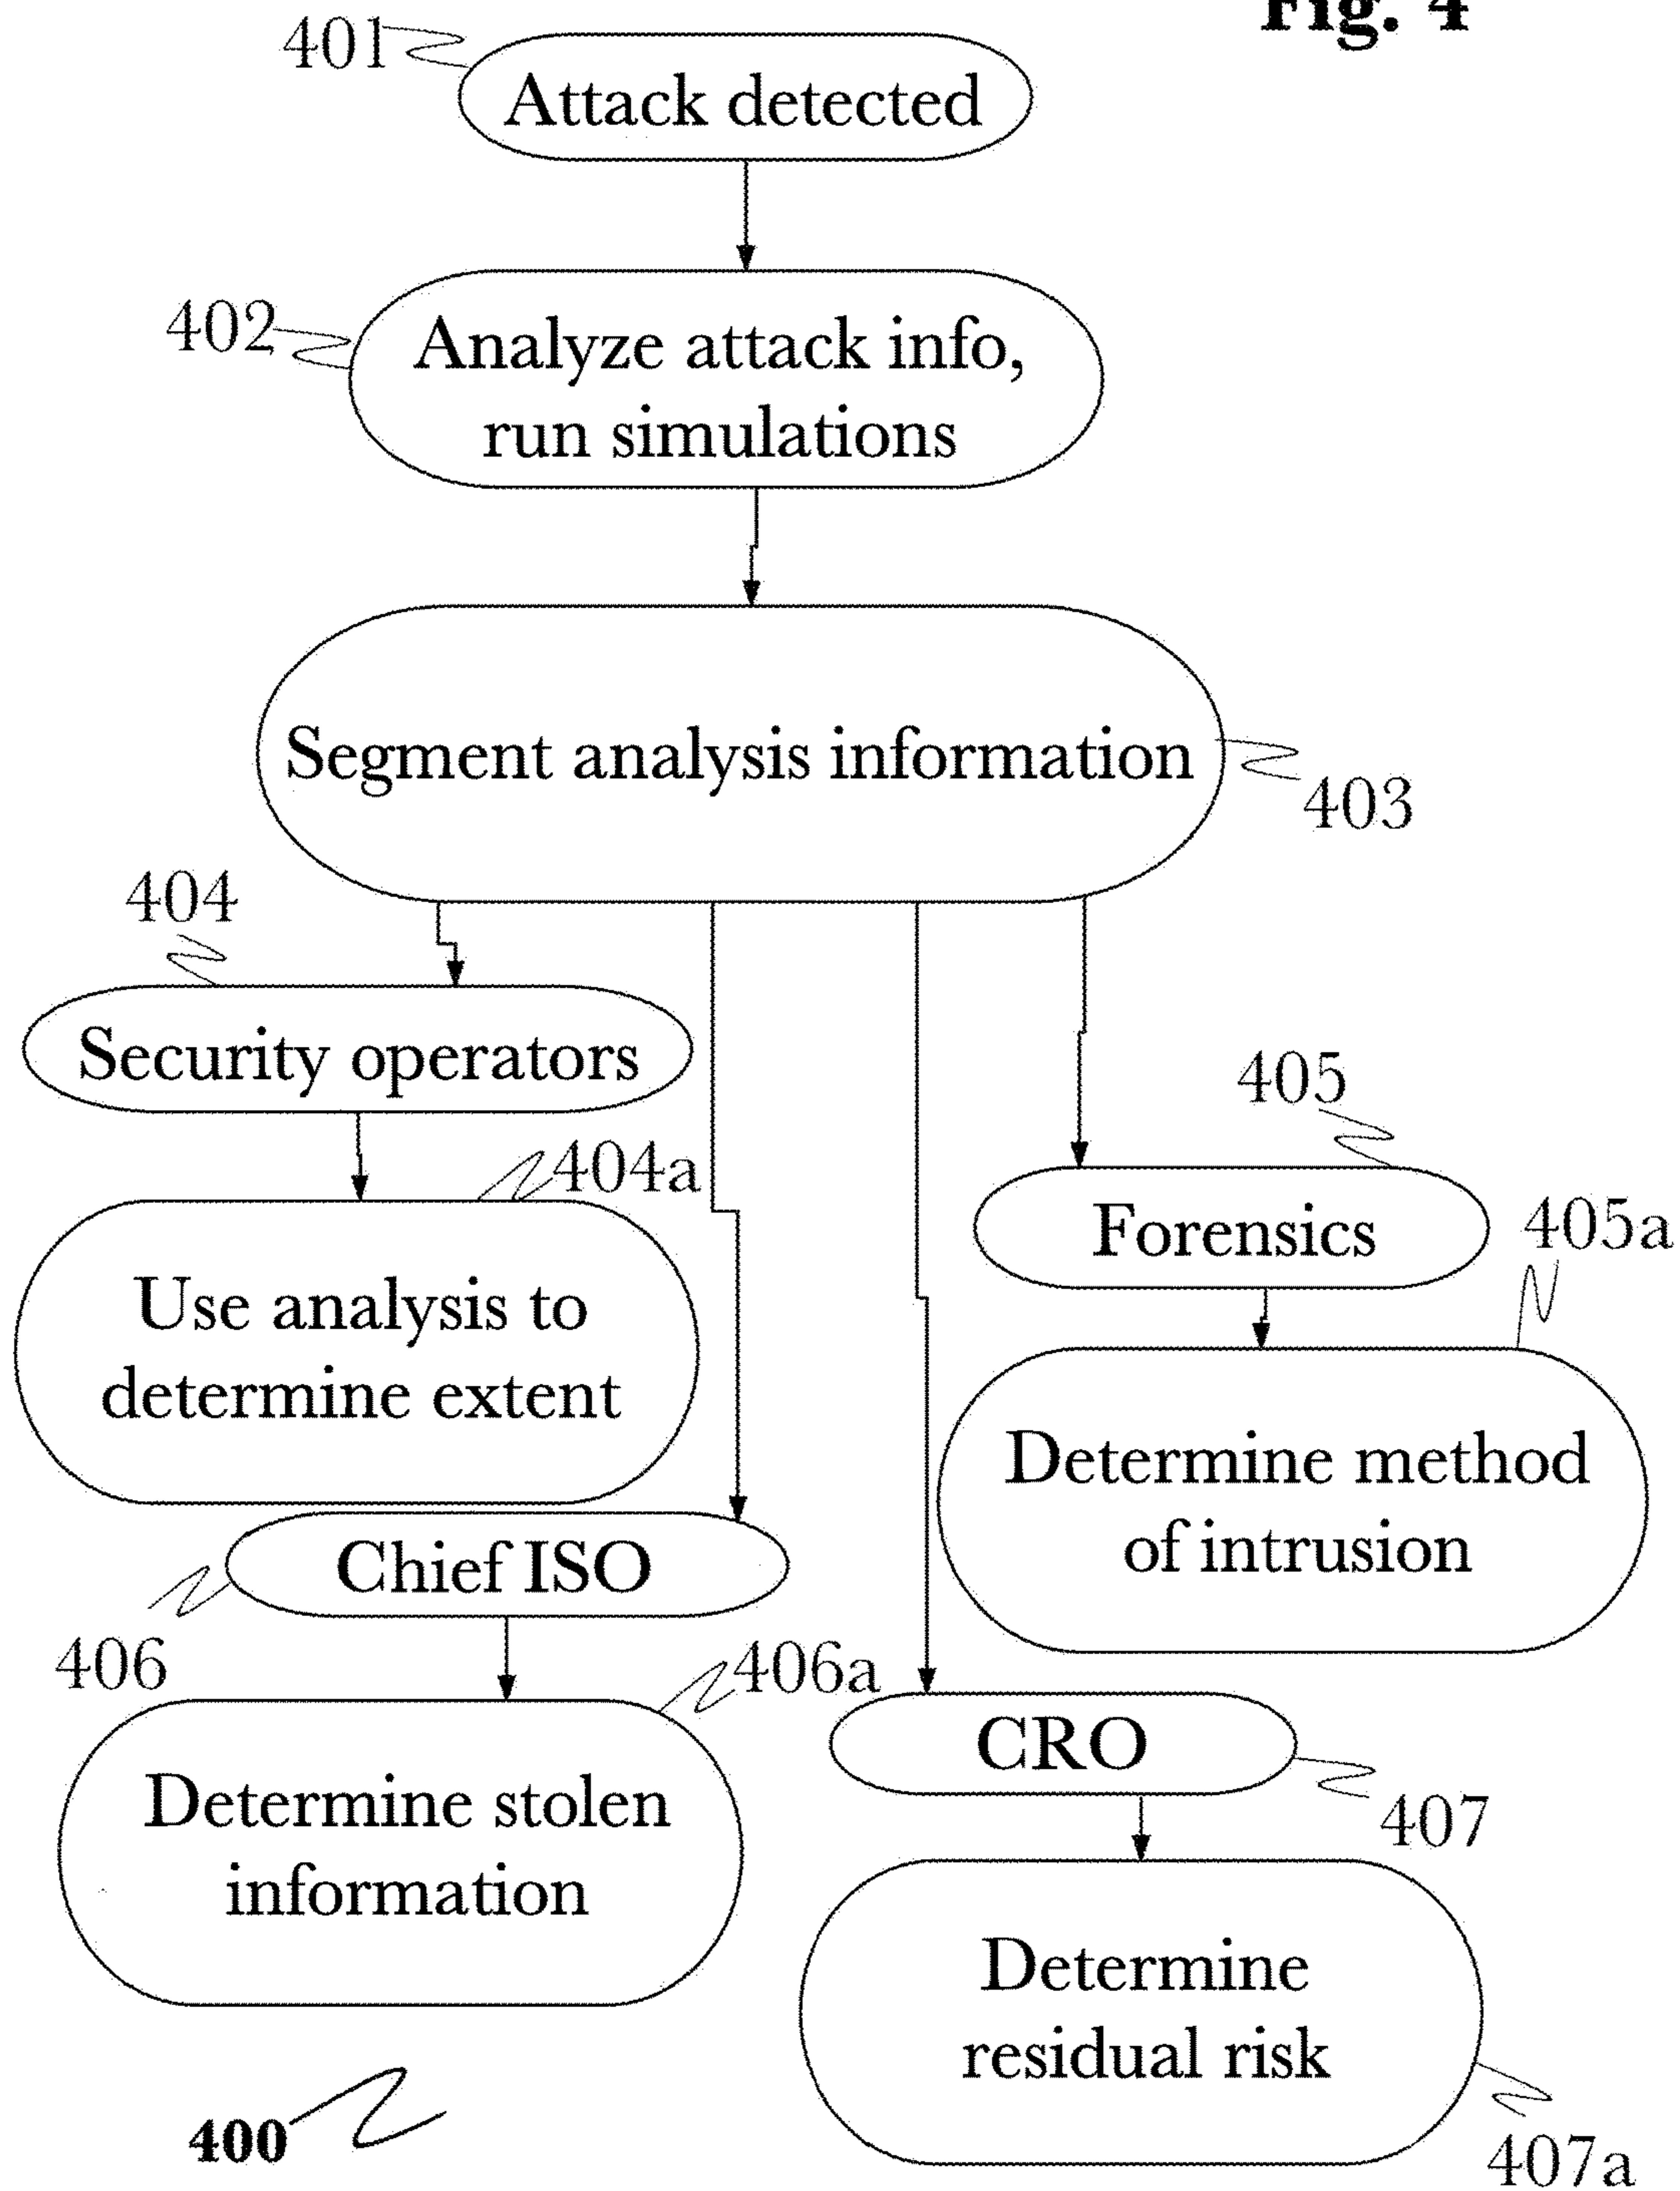 Fig. 4
401
Attack detected
402
Analyze attack info,
run simulations
Segment analysis information
403
404
Security operators
404a
Use analysis to
determine extent
405
Forensics
405a
Determine method
of intrusion
Chief ISO
406
406a
Determine stolen
information
CRO
407
Determine
residual risk
407a
400